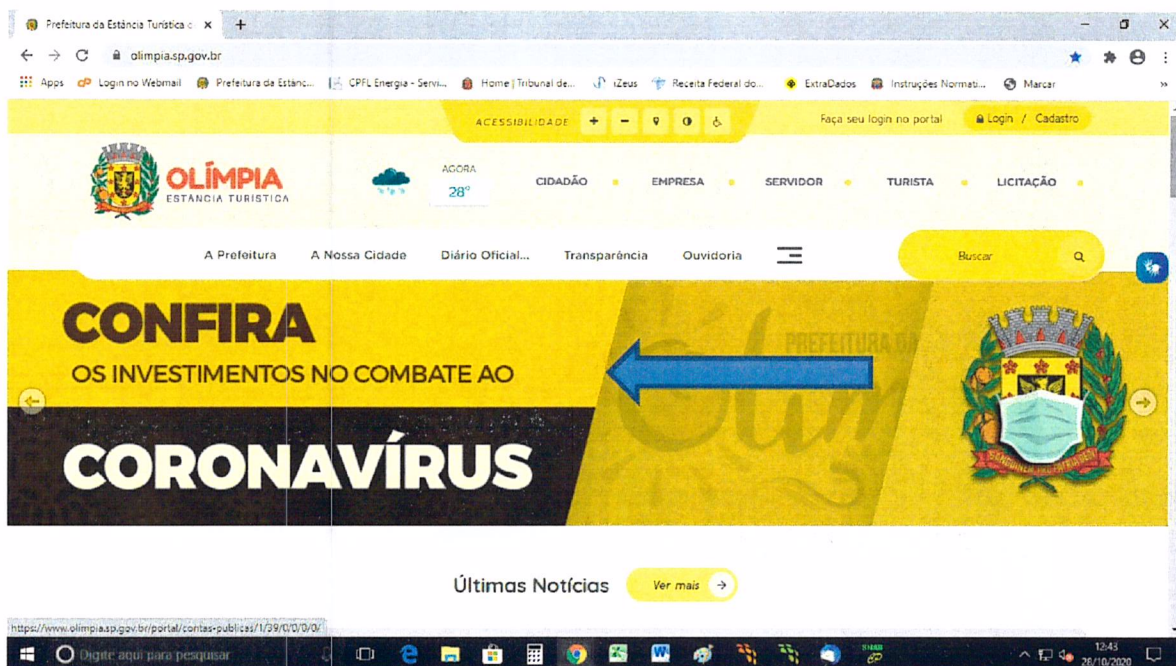 Prefeitura da Estância Turística c
olimpia.sp.gov.br
Apps Login no Webmail Prefeitura da Estânc... CPFL Energia - Servi... Home | Tribunal de... iZeus Receita Federal do... ExtraDados Instruções Normati... Marcar »
ACESSIBILIDADE + - Faça seu login no portal Login / Cadastro
OLÍMPIA
ESTÂNCIA TURÍSTICA
AGORA
28°
CIDADÃO EMPRESA SERVIDOR TURISTA LICITAÇÃO
A Prefeitura A Nossa Cidade Diário Oficial... Transparência Ouvidoria Buscar
CONFIRA
OS INVESTIMENTOS NO COMBATE AO
CORONAVÍRUS
PREFEITURA DA
Últimas Notícias Ver mais
https://www.olimpia.sp.gov.br/portal/contas-publicas/1/39/0/0/0/0/
Digite aqui para pesquisar
12:43
28/10/2020